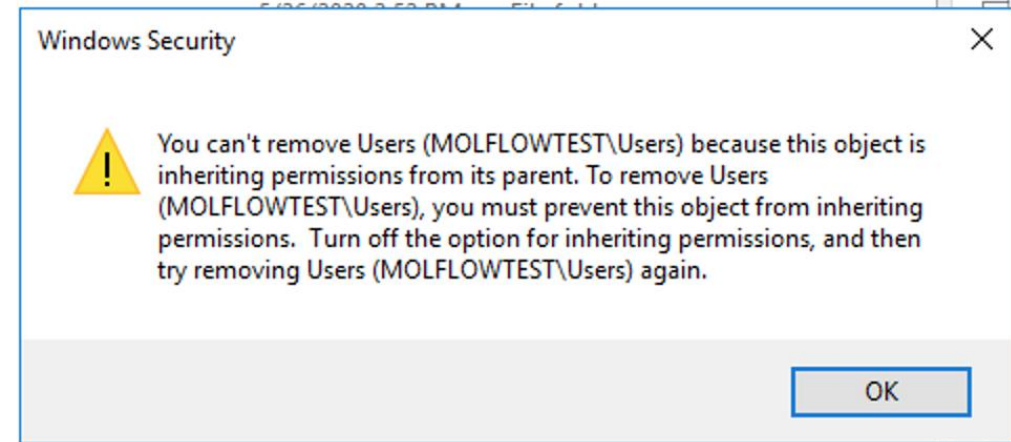 Windows Security
You can't remove Users (MOLFLOWTEST\Users) because this object is
inheriting permissions from its parent. To remove Users
(MOLFLOWTEST\Users), you must prevent this object from inheriting
permissions.  Turn off the option for inheriting permissions, and then
try removing Users (MOLFLOWTEST\Users) again.
OK